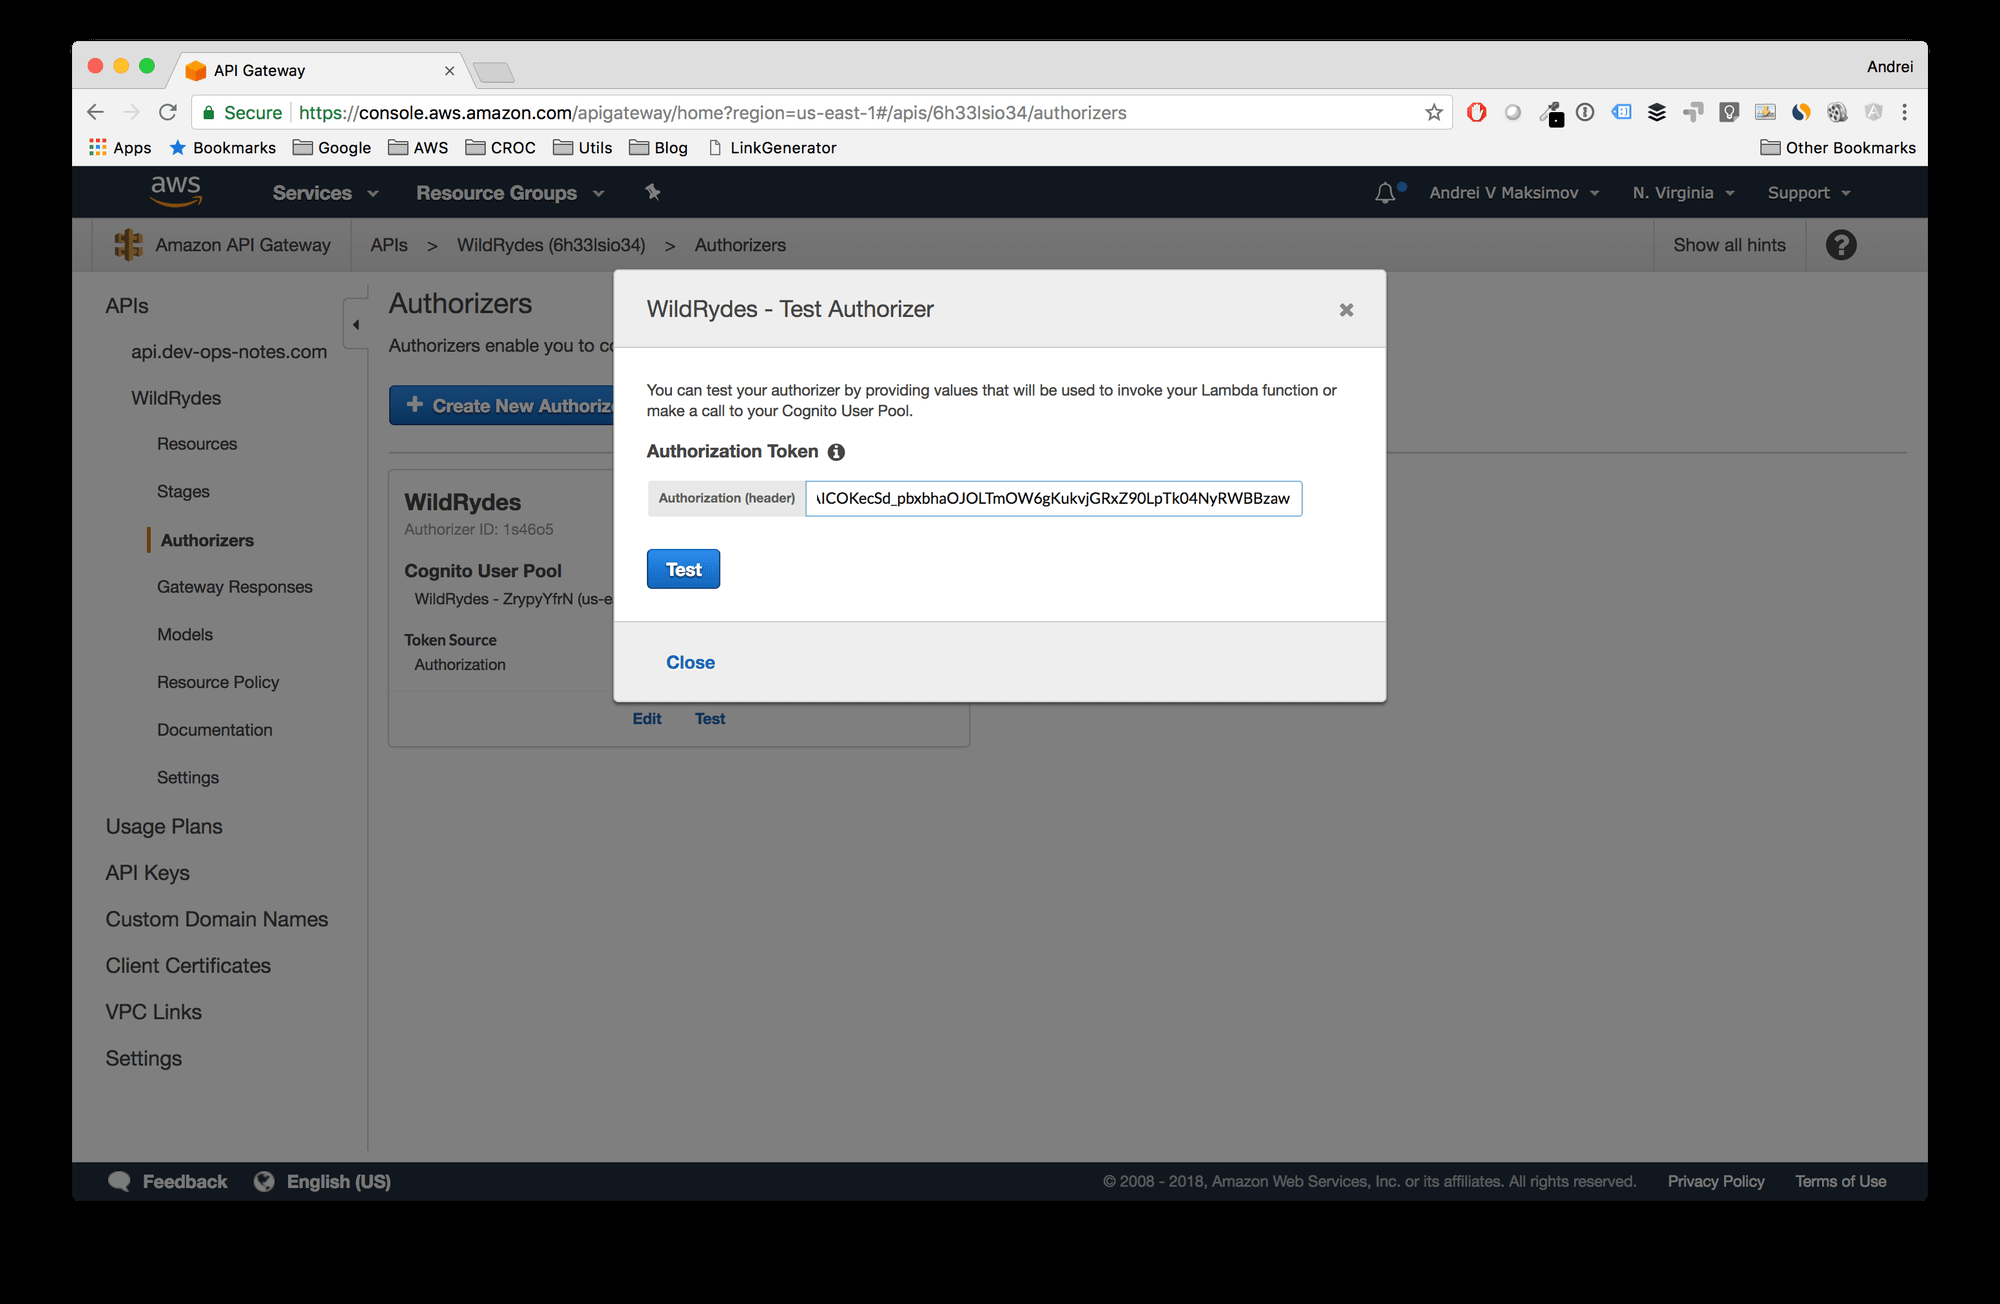 API Gateway
Andrei
Secure https://console.aws.amazon.com/apigateway/home?region=us-east-1#/apis/6h33lsio34/authorizers
Apps Bookmarks Google AWS CROC Utils Blog LinkGenerator Other Bookmarks
aws Services Resource Groups Andrei V Maksimov N. Virginia Support
Amazon API Gateway APIs > WildRydes (6h33lsio34) > Authorizers Show all hints
APIs
api.dev-ops-notes.com
WildRydes
Resources
Stages
Authorizers
Gateway Responses
Models
Resource Policy
Documentation
Settings
Usage Plans
API Keys
Custom Domain Names
Client Certificates
VPC Links
Settings
Authorizers
Authorizers enable you to
Create New
WildRydes
Authorizer ID: 1s46o5
Cognito User Pool
WildRydes - ZrypyYfrN (us-e
Token Source
Authorization
Edit Test
WildRydes - Test Authorizer
You can test your authorizer by providing values that will be used to invoke your Lambda function or
make a call to your Cognito User Pool.
Authorization Token
Authorization (header) ICOKecSd_pbxbhaOJOLTmOW6gKukvjGRxZ90LpTk04NyRWBBzaw
Test
Close
Feedback English (US) © 2008 - 2018, Amazon Web Services, Inc. or its affiliates. All rights reserved. Privacy Policy Terms of Use